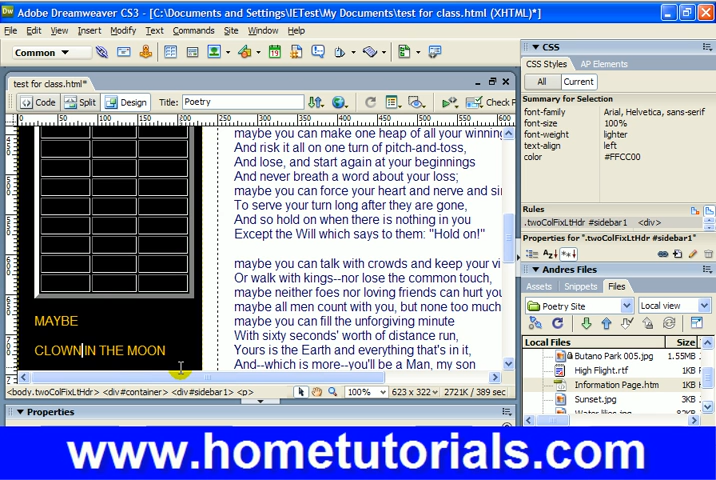 Adobe Dreamweaver CS3 - [C:\Documents and Settings\IETest\My Documents\test for class.html (XHTML)*]
File Edit View Insert Modify Text Commands Site Window Help
Common
test for class.html*
Code Split Design Title: Poetry Check P
0 50 100 150 200 250 300 350 400 450
maybe you can make one heap of all your winning
And risk it all on one turn of pitch-and-toss,
And lose, and start again at your beginnings
And never breath a word about your loss;
maybe you can force your heart and nerve and si
To serve your turn long after they are gone,
And so hold on when there is nothing in you
Except the Will which says to them: "Hold on!"
maybe you can talk with crowds and keep your vi
Or walk with kings--nor lose the common touch,
maybe neither foes nor loving friends can hurt you
maybe all men count with you, but none too much
maybe you can fill the unforgiving minute
With sixty seconds' worth of distance run,
Yours is the Earth and everything that's in it,
And--which is more--you'll be a Man, my son
MAYBE
CLOWN IN THE MOON
<body.twoColFixLtHdr> <div#container> <div#sidebar1> <p>
100% 623 x 322 2721K / 389 sec
Properties
CSS
CSS Styles AP Elements
All Current
Summary for Selection
font-family Arial, Helvetica, sans-serif
font-size 100%
font-weight lighter
text-align left
color #FFCC00
Rules
.twoColFixLtHdr #sidebar1 <div>
Properties for ".twoColFixLtHdr #sidebar1"
Andres Files
Assets Snippets Files
Poetry Site Local view
Local Files Size
Butano Park 005.jpg 1.55MB
High Flight.rtf 1KB
Information Page.htm 1KB
Sunset.jpg
www.hometutorials.com